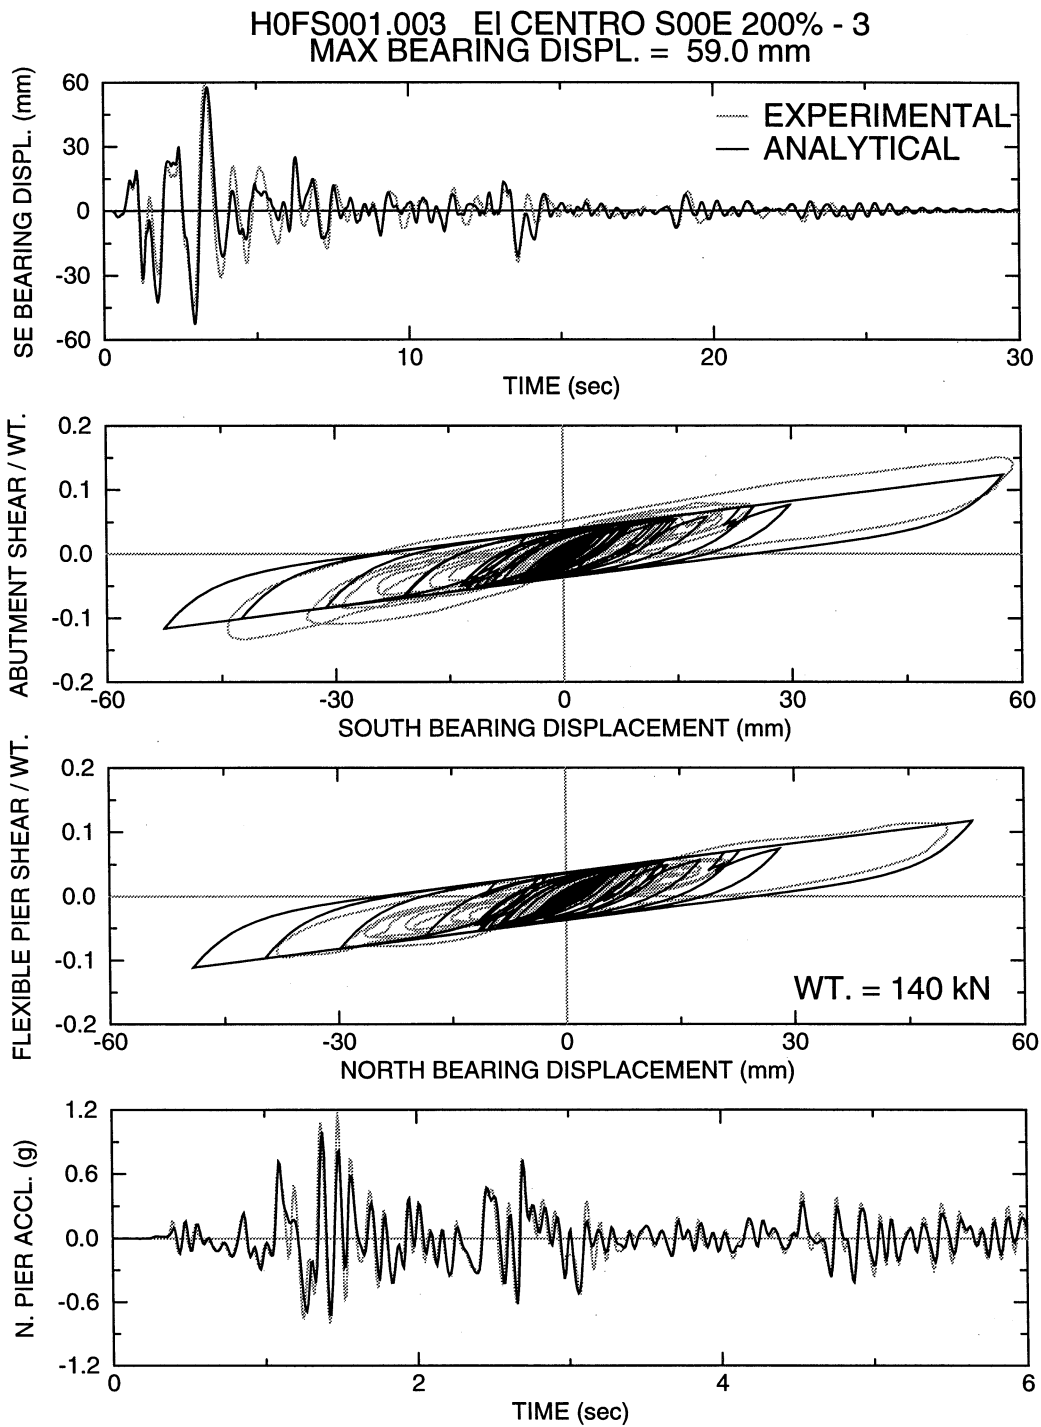 H0FS001.003 El CENTRO S00E 200% - 3
MAX BEARING DISPL. = 59.0 mm
SE BEARING DISPL. (mm)
60
30
0
-30
-60
EXPERIMENTAL
ANALYTICAL
0 10 20 30
TIME (sec)
ABUTMENT SHEAR / WT.
0.2
0.1
0.0
-0.1
-0.2
-60 -30 0 30 60
SOUTH BEARING DISPLACEMENT (mm)
FLEXIBLE PIER SHEAR / WT.
0.2
0.1
0.0
-0.1
-0.2
WT. = 140 kN
-60 -30 0 30 60
NORTH BEARING DISPLACEMENT (mm)
N. PIER ACCL. (g)
1.2
0.6
0.0
-0.6
-1.2
0 2 4 6
TIME (sec)